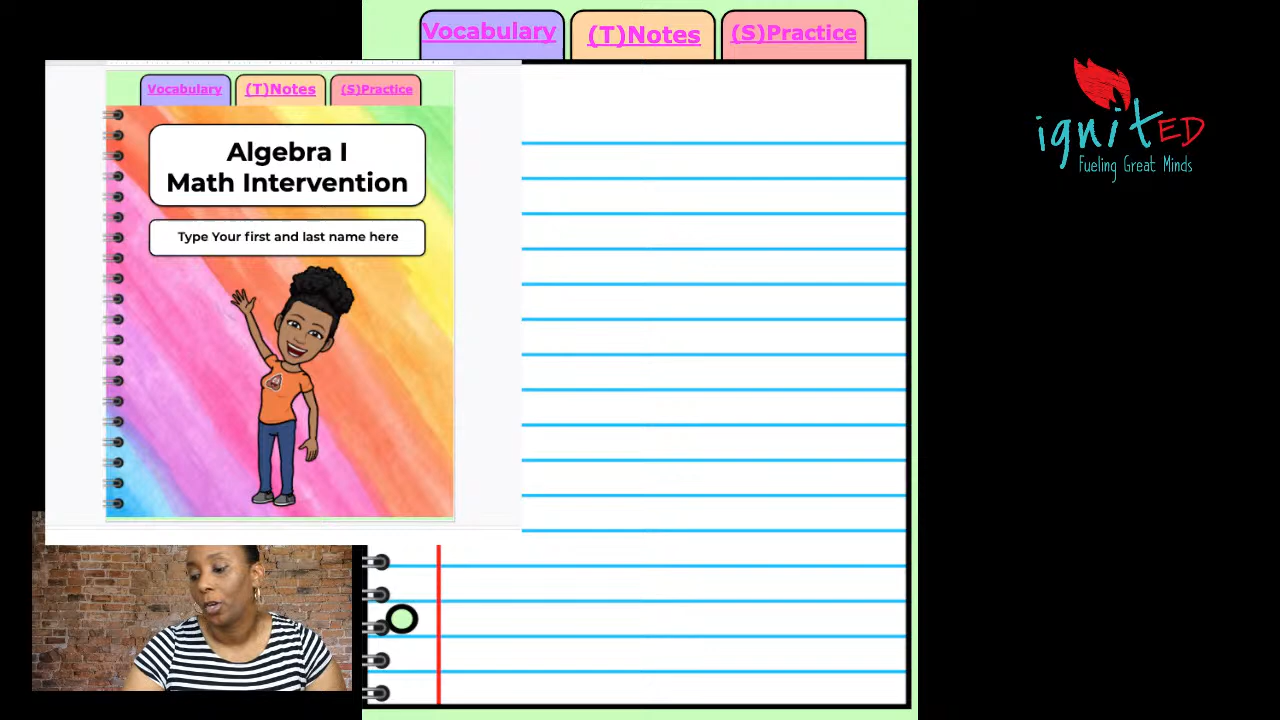 Vocabulary
(T)Notes
(S)Practice
Vocabulary
(T)Notes
(S)Practice
Algebra I
Math Intervention
Type Your first and last name here
ignitED
Fueling Great Minds